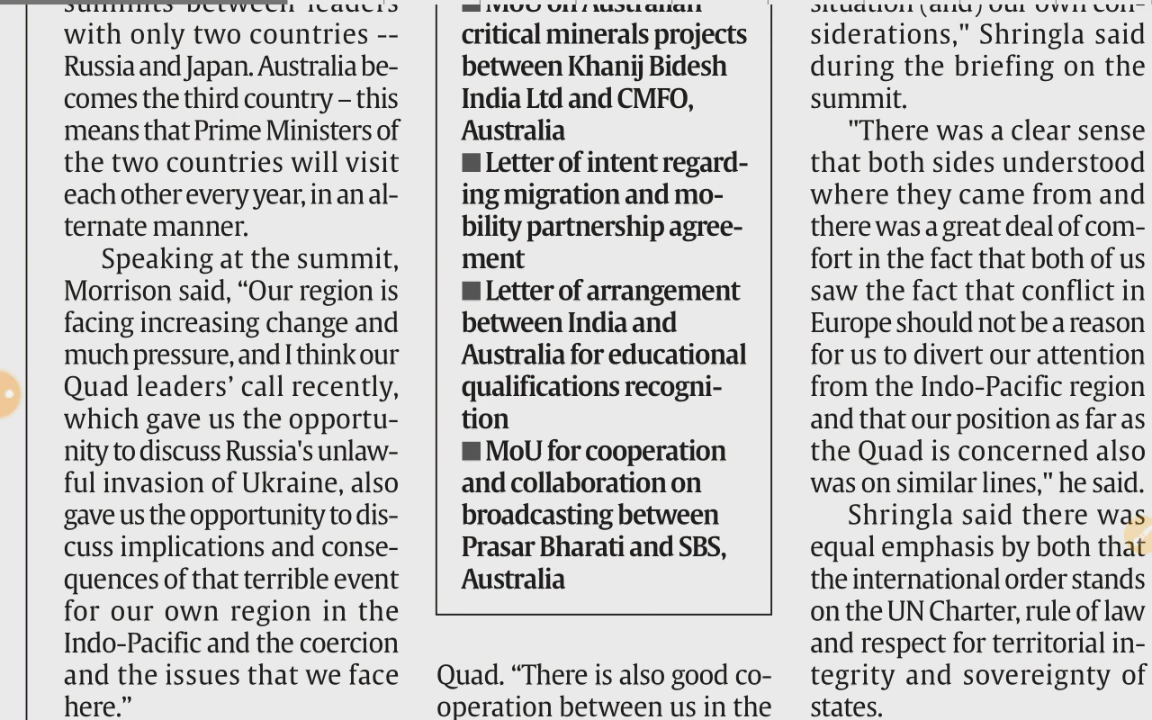 summits between leaders
with only two countries --
Russia and Japan. Australia be-
comes the third country – this
means that Prime Ministers of
the two countries will visit
each other every year, in an al-
ternate manner.
Speaking at the summit,
Morrison said, “Our region is
facing increasing change and
much pressure, and I think our
Quad leaders’ call recently,
which gave us the opportu-
nity to discuss Russia's unlaw-
ful invasion of Ukraine, also
gave us the opportunity to dis-
cuss implications and conse-
quences of that terrible event
for our own region in the
Indo-Pacific and the coercion
and the issues that we face
here.”
■ MoU on Australian
critical minerals projects
between Khanij Bidesh
India Ltd and CMFO,
Australia
■ Letter of intent regard-
ing migration and mo-
bility partnership agree-
ment
■ Letter of arrangement
between India and
Australia for educational
qualifications recogni-
tion
■ MoU for cooperation
and collaboration on
broadcasting between
Prasar Bharati and SBS,
Australia
Quad. “There is also good co-
operation between us in the
situation (and) our own con-
siderations," Shringla said
during the briefing on the
summit.
"There was a clear sense
that both sides understood
where they came from and
there was a great deal of com-
fort in the fact that both of us
saw the fact that conflict in
Europe should not be a reason
for us to divert our attention
from the Indo-Pacific region
and that our position as far as
the Quad is concerned also
was on similar lines," he said.
Shringla said there was
equal emphasis by both that
the international order stands
on the UN Charter, rule of law
and respect for territorial in-
tegrity and sovereignty of
states.